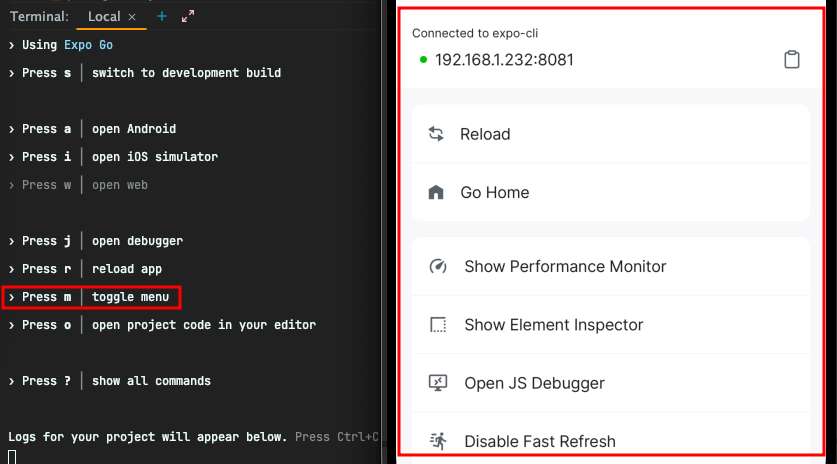 Terminal: Local × +
› Using Expo Go
› Press s │ switch to development build
› Press a │ open Android
› Press i │ open iOS simulator
› Press w │ open web
› Press j │ open debugger
› Press r │ reload app
› Press m │ toggle menu
› Press o │ open project code in your editor
› Press ? │ show all commands
Logs for your project will appear below. Press Ctrl+C
Connected to expo-cli
192.168.1.232:8081
Reload
Go Home
Show Performance Monitor
Show Element Inspector
Open JS Debugger
Disable Fast Refresh